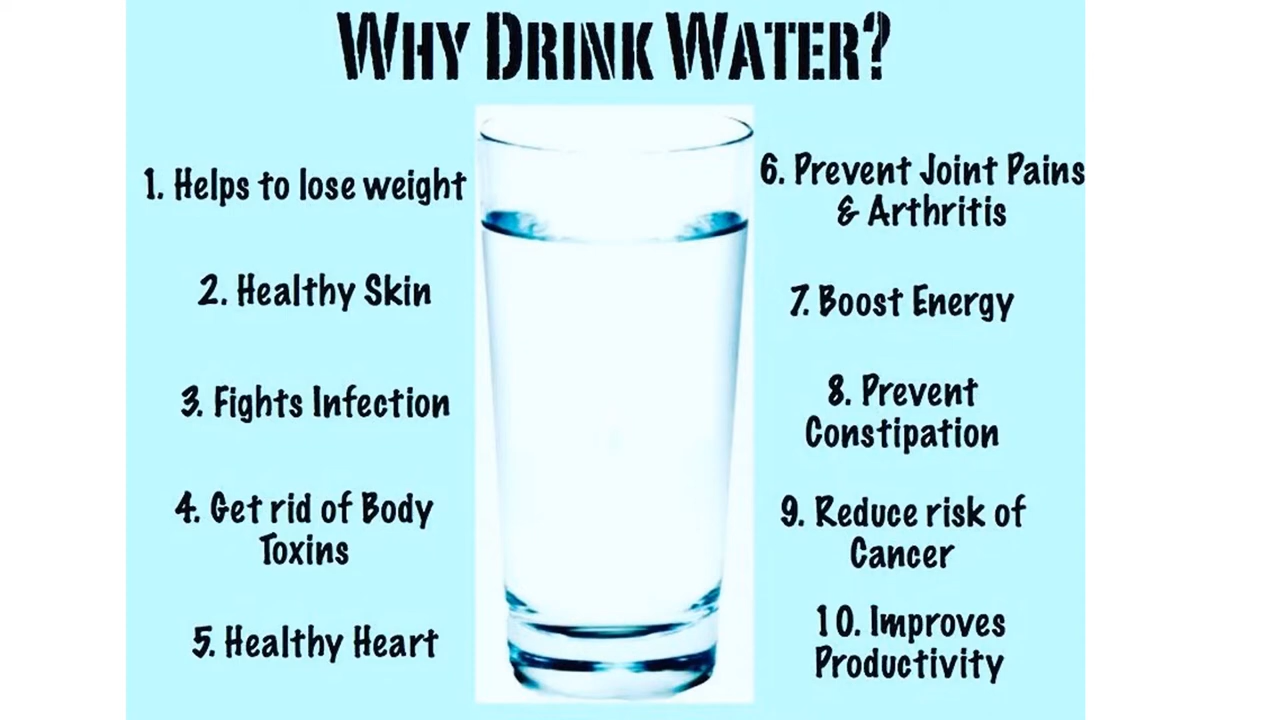 WHY DRINK WATER?
1. Helps to lose weight
2. Healthy Skin
3. Fights Infection
4. Get rid of Body
Toxins
5. Healthy Heart
6. Prevent Joint Pains
& Arthritis
7. Boost Energy
8. Prevent
Constipation
9. Reduce risk of
Cancer
10. Improves
Productivity